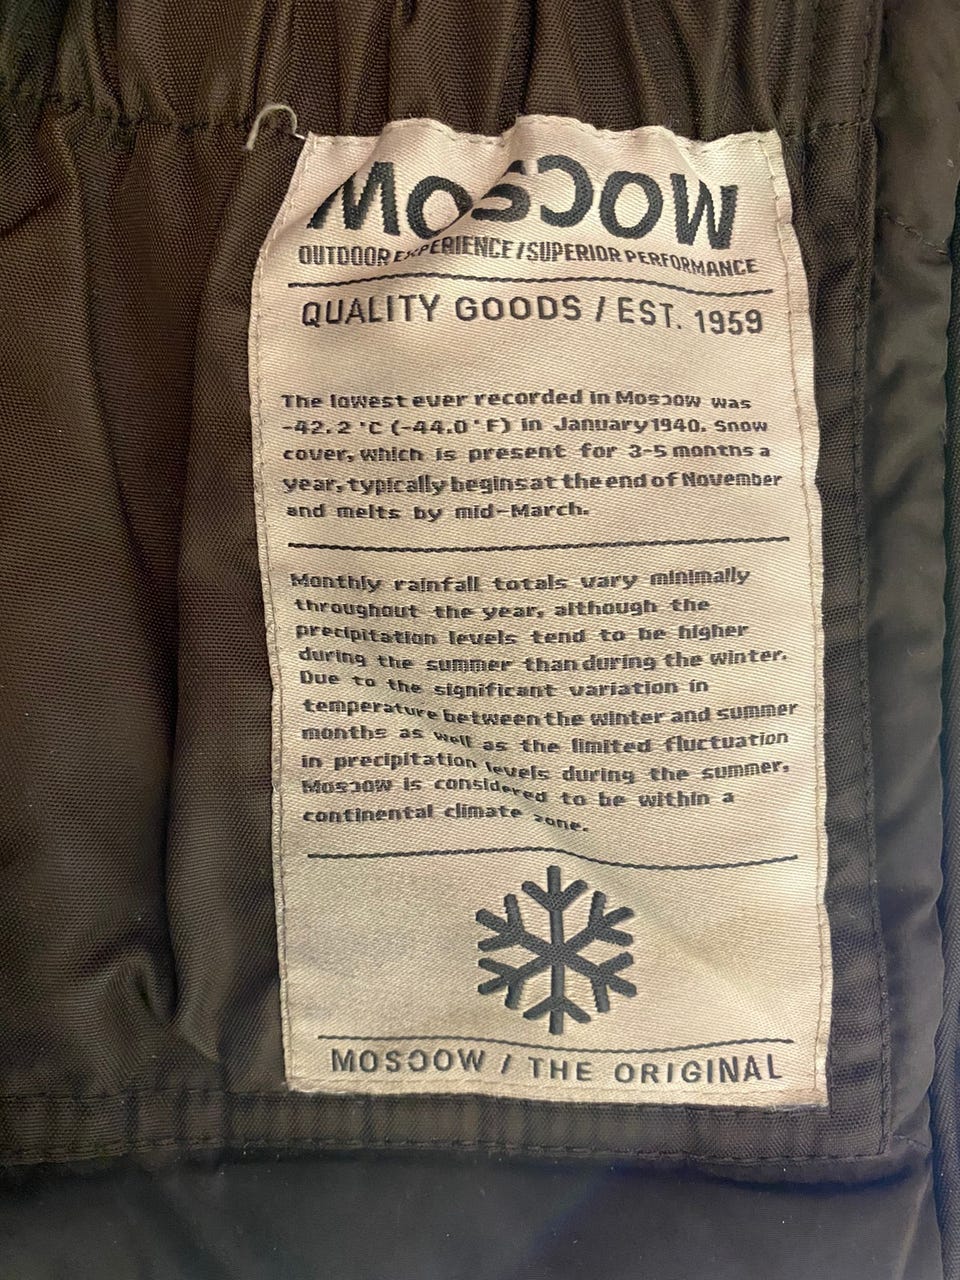 MOSƆOW
OUTDOOR EXPERIENCE / SUPERIOR PERFORMANCE
QUALITY GOODS / EST. 1959
The lowest ever recorded in Mosɔow was
-42.2 °C (-44.0 °F) in January 1940. Snow
cover, which is present for 3-5 months a
year, typically begins at the end of November
and melts by mid-March.
Monthly rainfall totals vary minimally
throughout the year, although the
precipitation levels tend to be higher
during the summer than during the winter.
Due to the significant variation in
temperature between the winter and summer
months as well as the limited fluctuation
in precipitation levels during the summer,
Mosɔow is considered to be within a
continental climate zone.
MOSƆOW / THE ORIGINAL